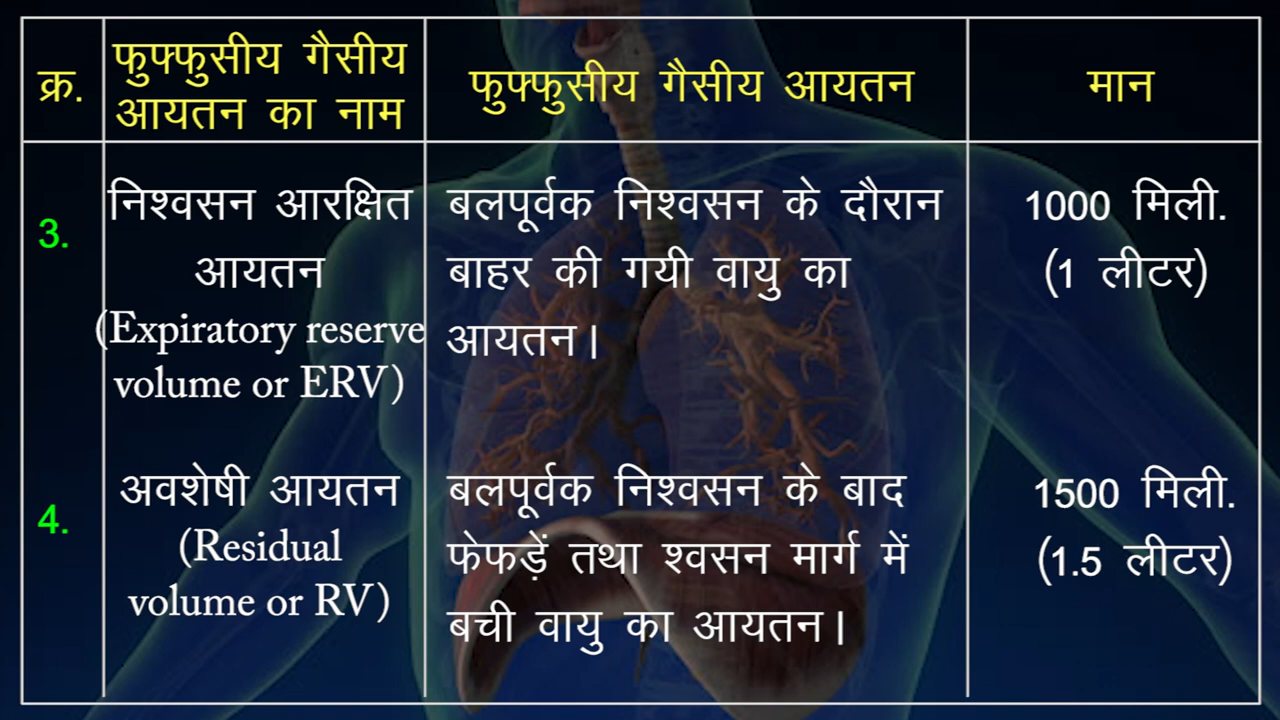 क्र.
फुफ्फुसीय गैसीय
आयतन का नाम
फुफ्फुसीय गैसीय आयतन
मान
3.
निश्वसन आरक्षित
आयतन
(Expiratory reserve
volume or ERV)
बलपूर्वक निश्वसन के दौरान
बाहर की गयी वायु का
आयतन।
1000 मिली.
(1 लीटर)
4.
अवशेषी आयतन
(Residual
volume or RV)
बलपूर्वक निश्वसन के बाद
फेफड़ें तथा श्वसन मार्ग में
बची वायु का आयतन।
1500 मिली.
(1.5 लीटर)